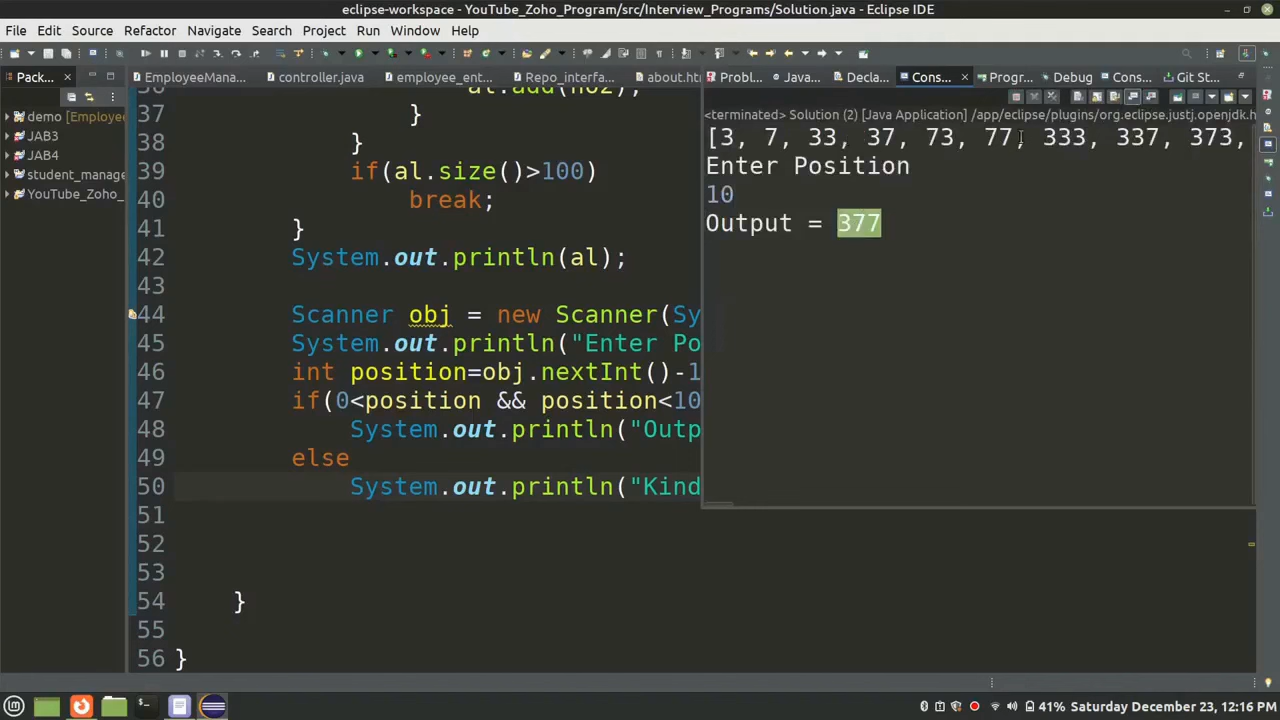 eclipse-workspace - YouTube_Zoho_Program/src/Interview_Programs/Solution.java - Eclipse IDE
File Edit Source Refactor Navigate Search Project Run Window Help
Pack... EmployeeMana... controller.java employee_ent... Repo_interfa... about.ht Probl... Java... Decla... Cons... Progr... Debug Cons... Git St...
demo [Employee
JAB3
JAB4
student_manage
YouTube_Zoho_
36 al.add(no2);
37 }
38 }
39 if(al.size()>100)
40 break;
41 }
42 System.out.println(al);
43
44 Scanner obj = new Scanner(Sy
45 System.out.println("Enter Po
46 int position=obj.nextInt()-1
47 if(0<position && position<10
48 System.out.println("Outp
49 else
50 System.out.println("Kind
51
52
53
54 }
55
56 }
<terminated> Solution (2) [Java Application] /app/eclipse/plugins/org.eclipse.justj.openjdk.h
[3, 7, 33, 37, 73, 77, 333, 337, 373,
Enter Position
10
Output = 377
41% Saturday December 23, 12:16 PM